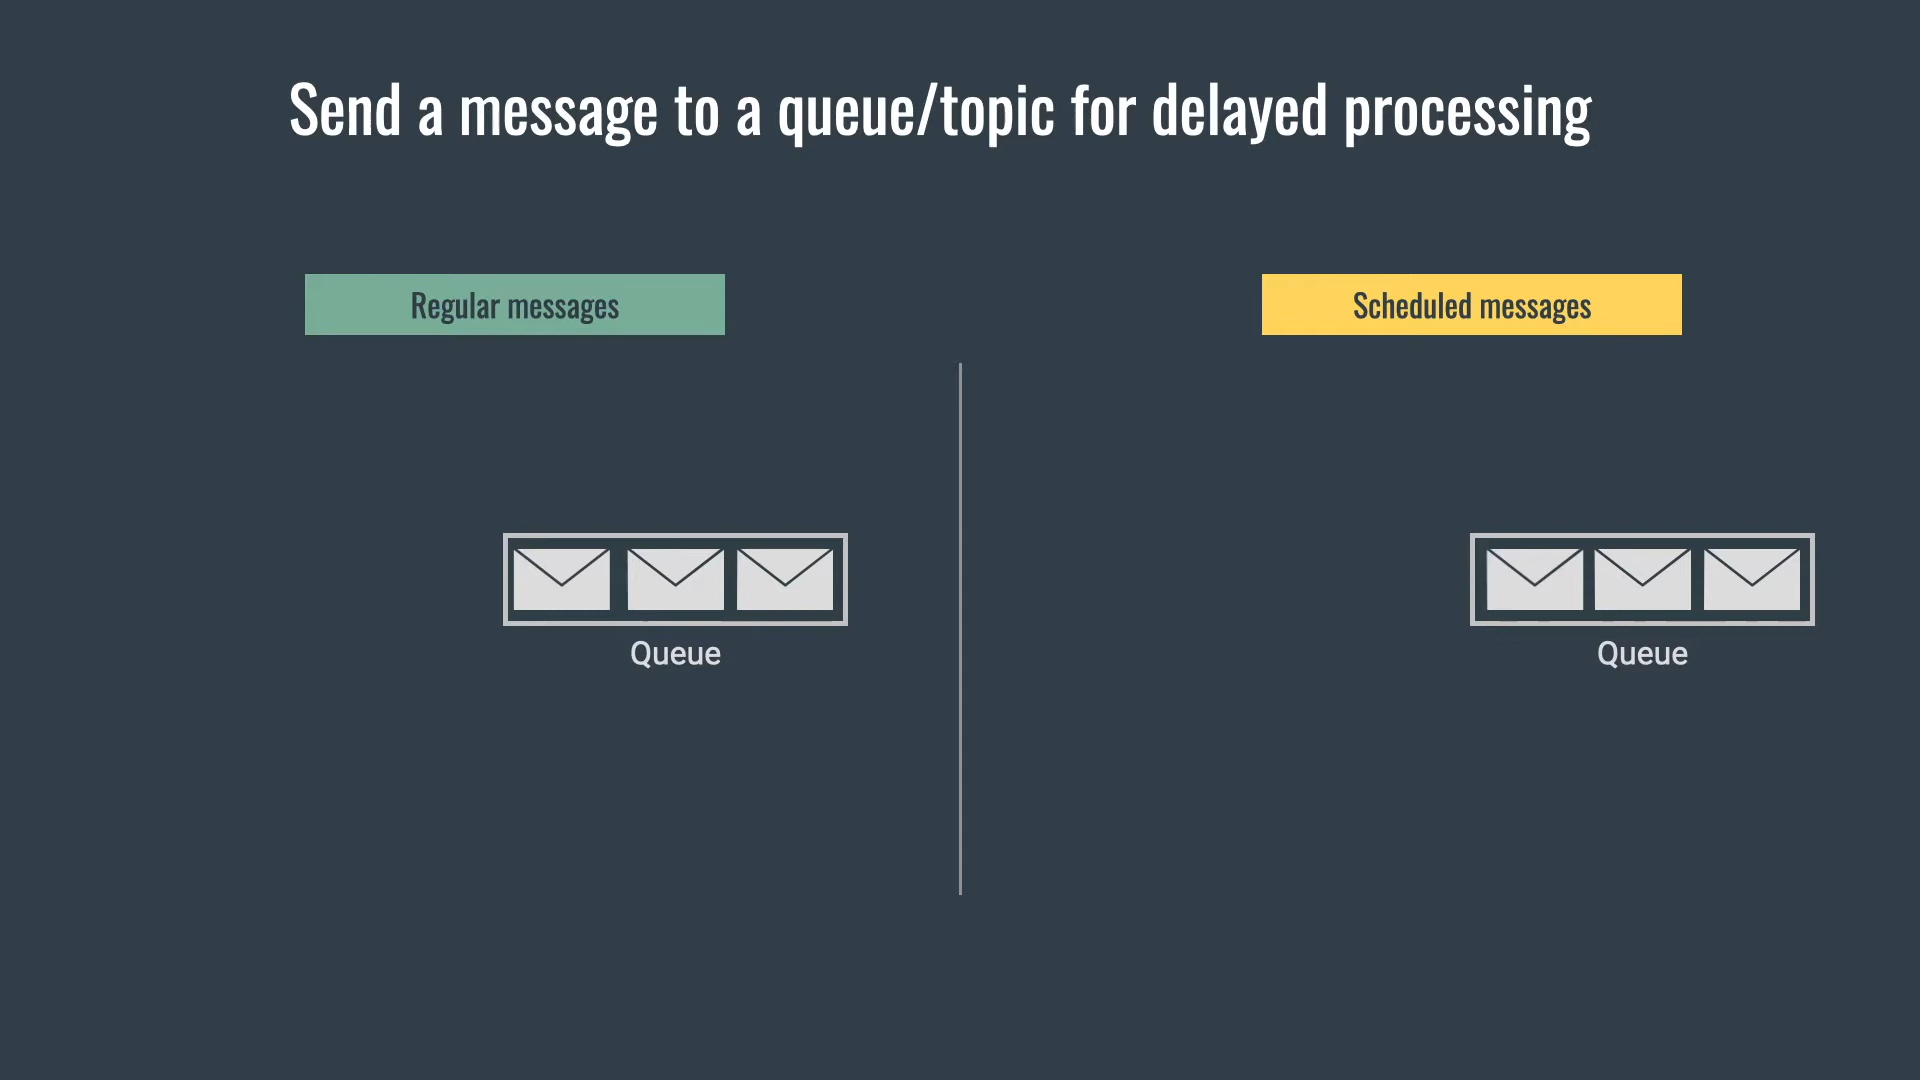 Send a message to a queue/topic for delayed processing
Regular messages
Scheduled messages
Queue
Queue